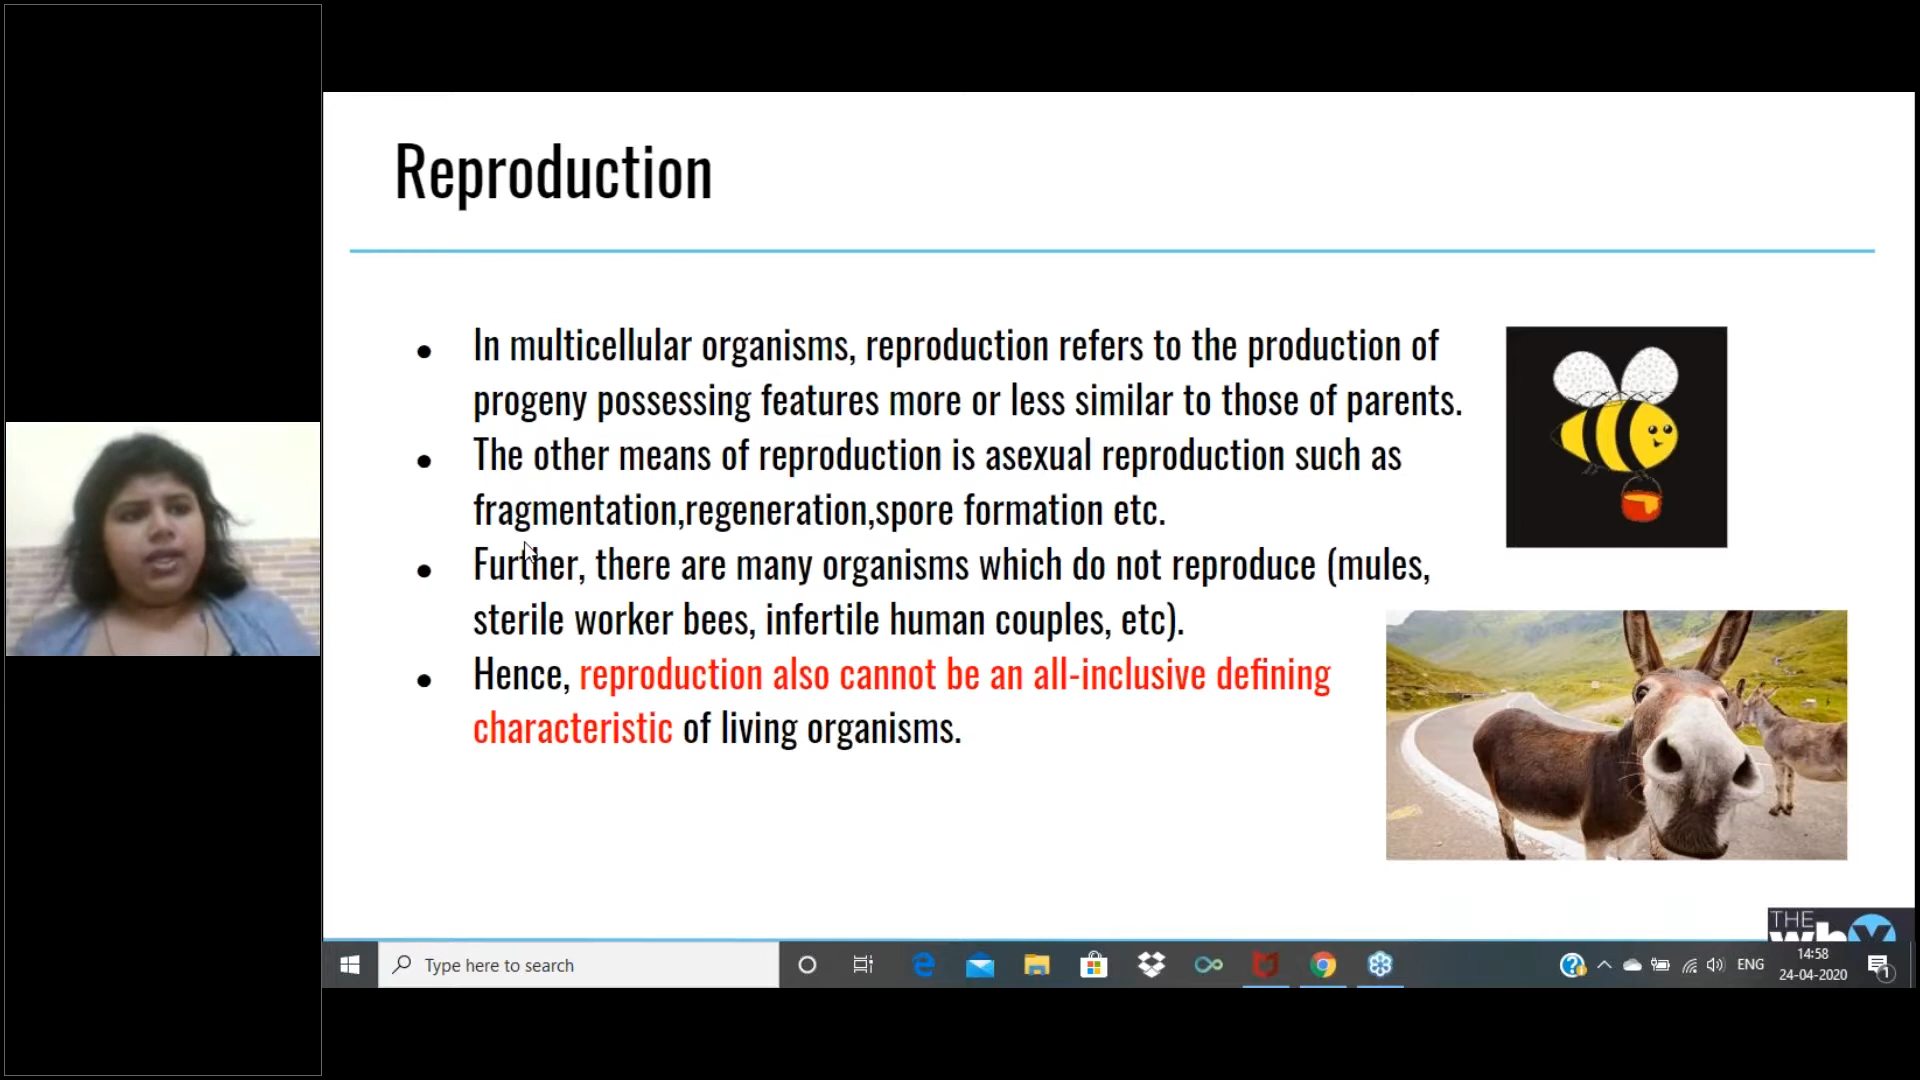 Reproduction
● In multicellular organisms, reproduction refers to the production of
progeny possessing features more or less similar to those of parents.
● The other means of reproduction is asexual reproduction such as
fragmentation,regeneration,spore formation etc.
● Further, there are many organisms which do not reproduce (mules,
sterile worker bees, infertile human couples, etc).
● Hence, reproduction also cannot be an all-inclusive defining
characteristic of living organisms.
THE
why
Type here to search
ENG
14:58
24-04-2020
1